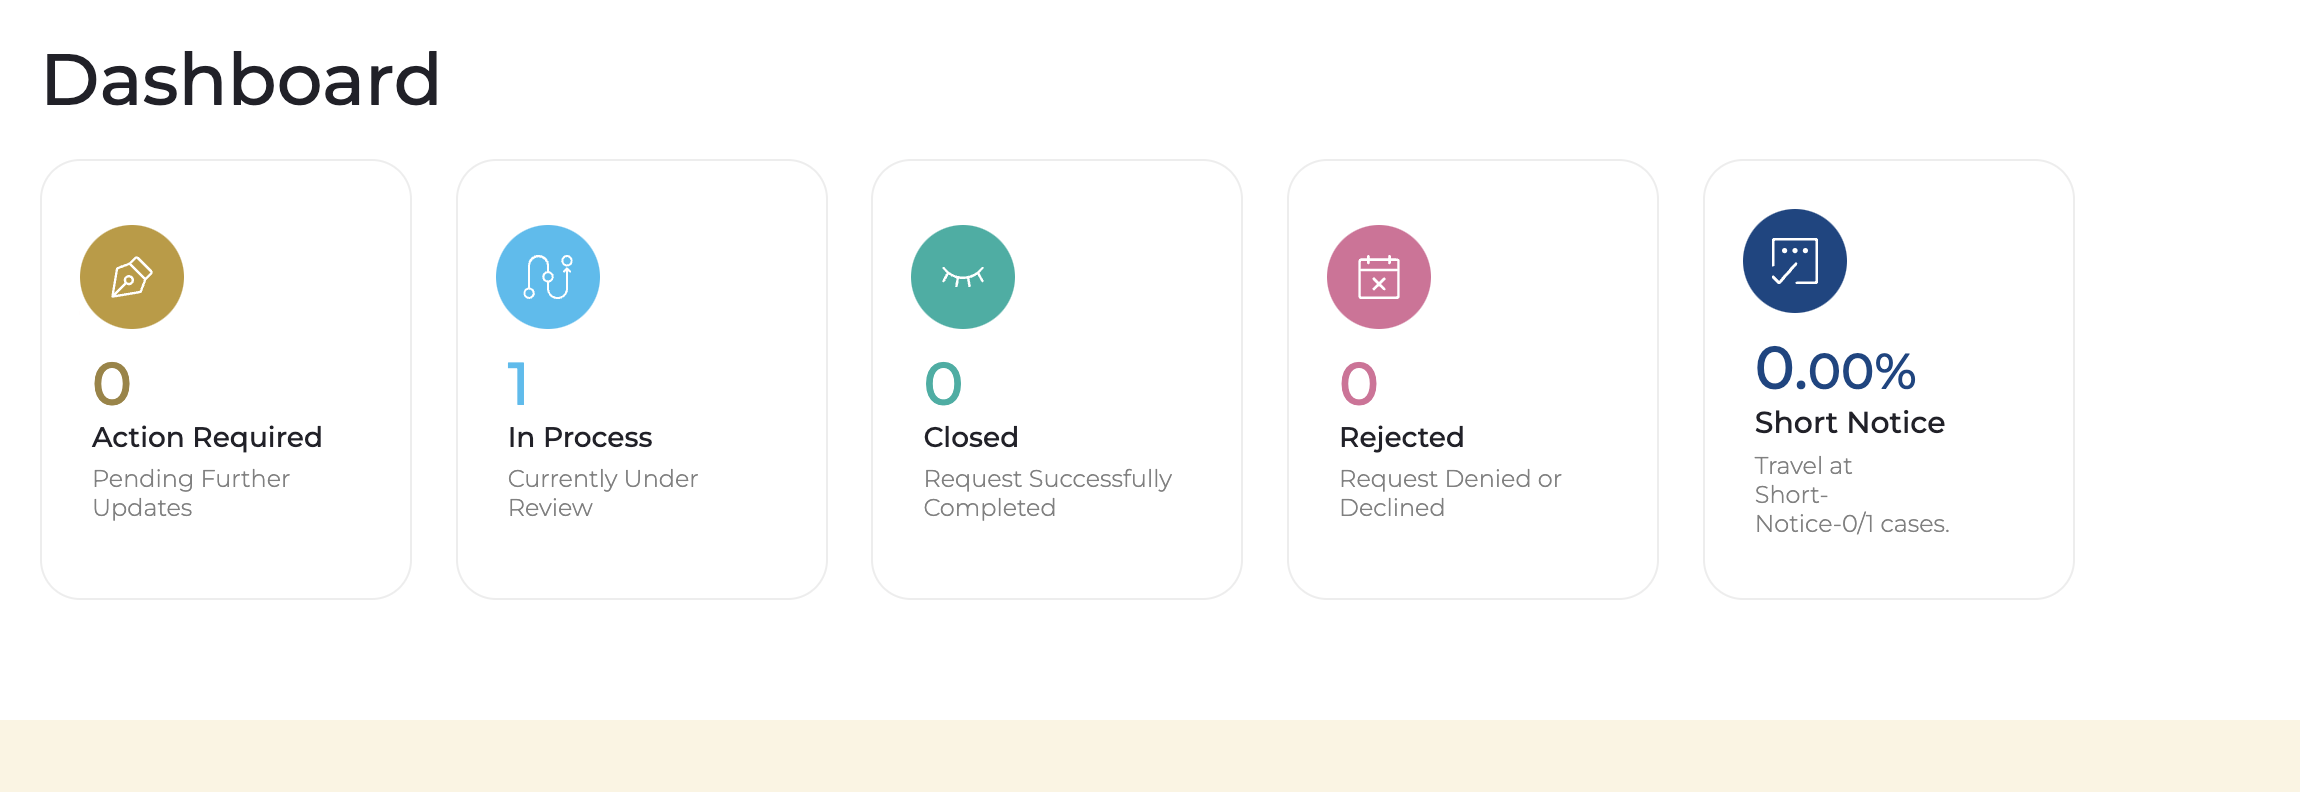 Dashboard
0
Action Required
Pending Further
Updates
1
In Process
Currently Under
Review
0
Closed
Request Successfully
Completed
0
Rejected
Request Denied or
Declined
0.00%
Short Notice
Travel at
Short-
Notice-0/1 cases.